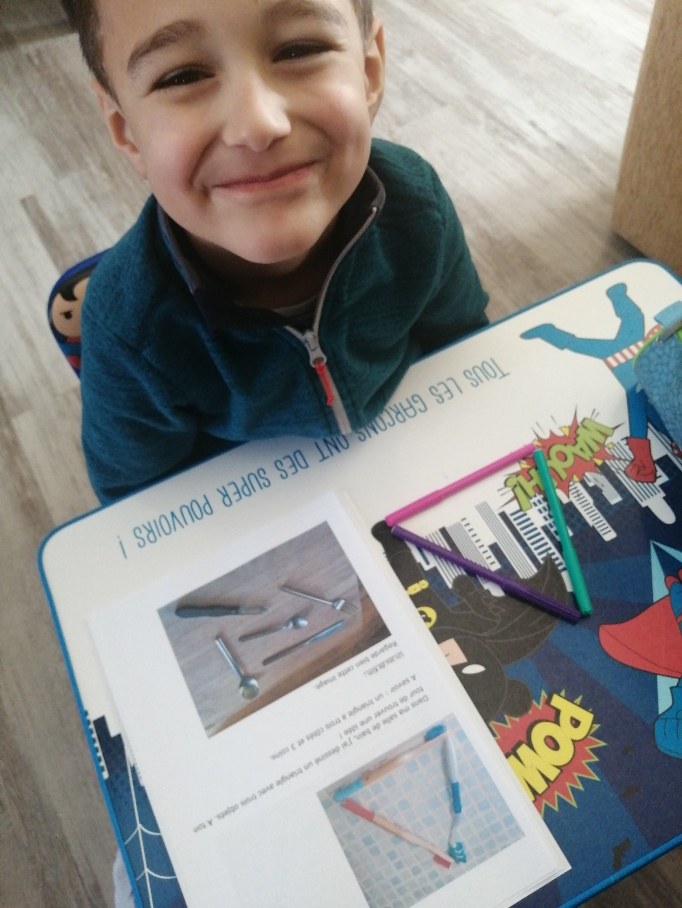 TOUS LES GARÇONS ONT DES SUPER POUVOIRS !
WAOUH!
POW
Dans ma salle de bain, j'ai dessiné un triangle avec trois objets. A ton
tour de trouver une idée !
A savoir : un triangle a trois côtés et 3 coins.
Regarde bien cette image.